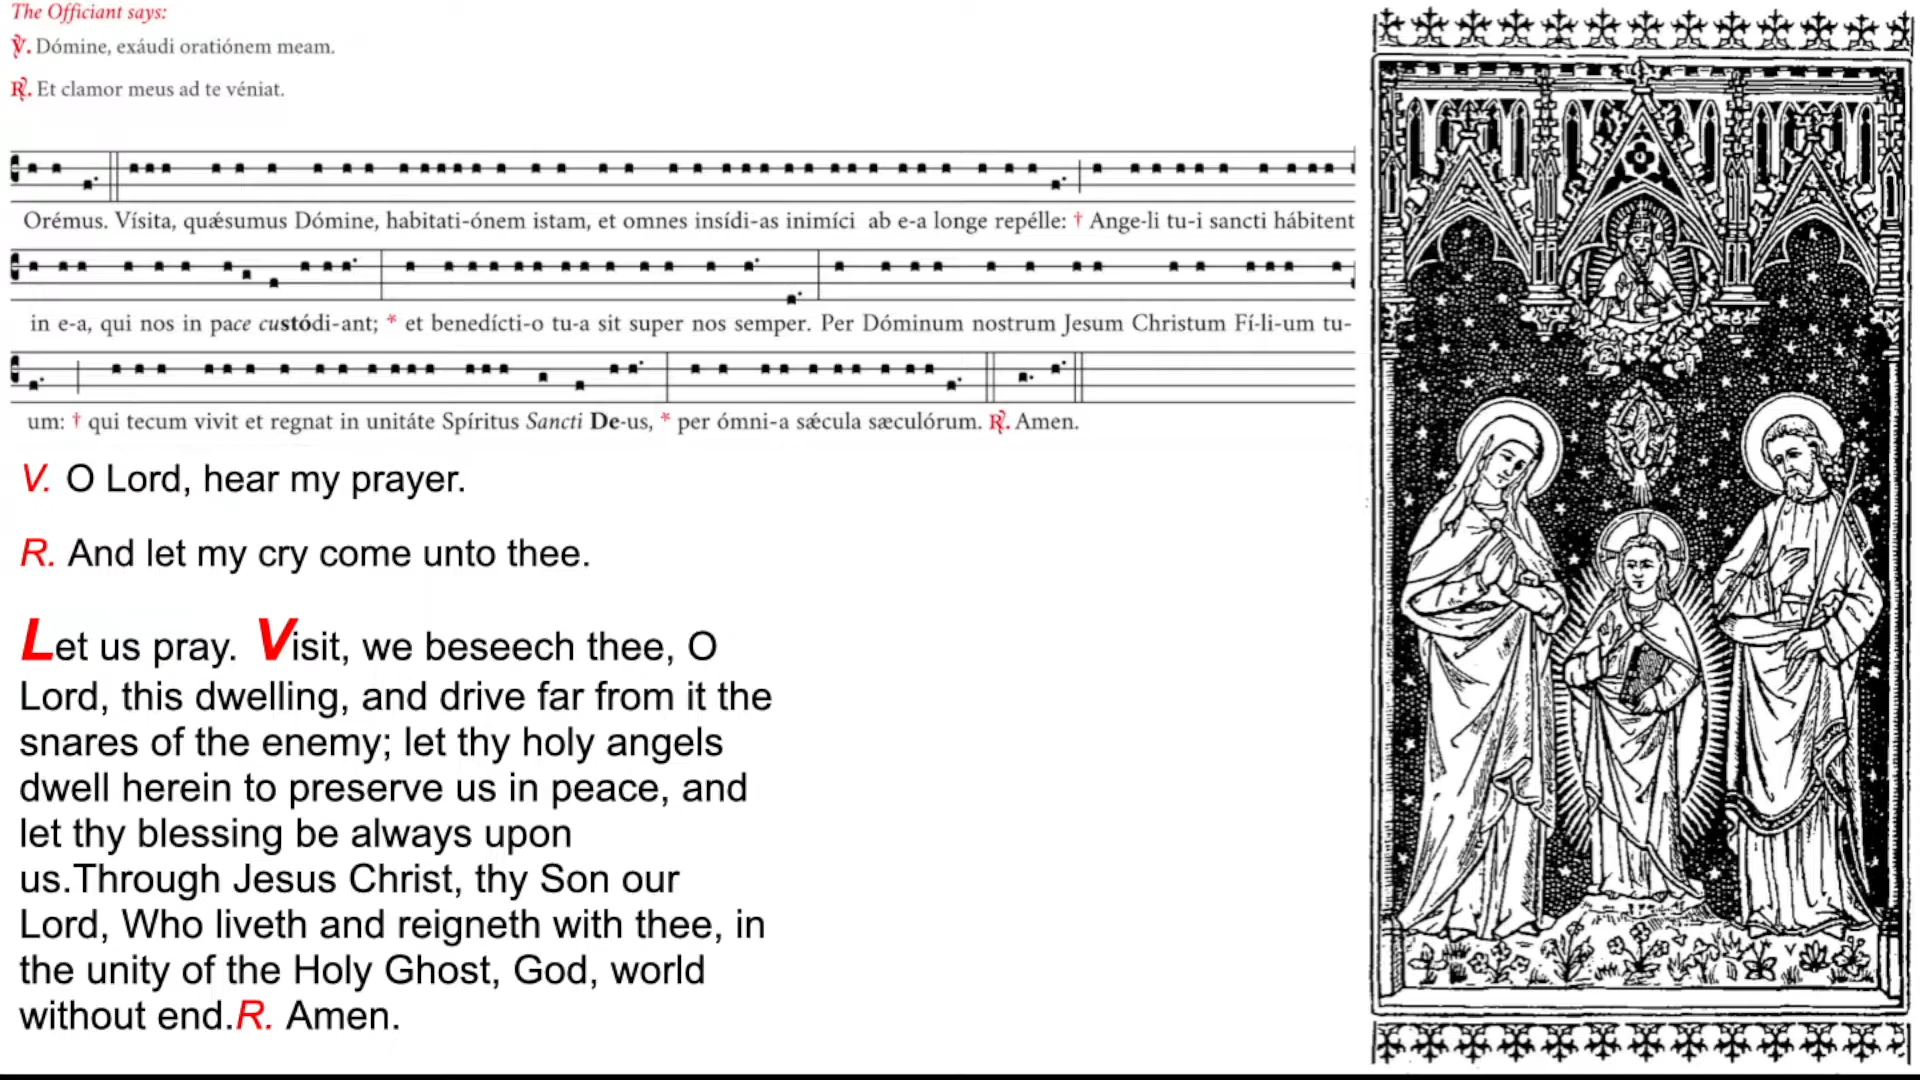 The Officiant says:
℣. Dómine, exáudi oratiónem meam.
℟. Et clamor meus ad te véniat.
Orémus. Vísita, quǽsumus Dómine, habitati-ónem istam, et omnes insídi-as inimíci ab e-a longe repélle: † Ange-li tu-i sancti hábitent
in e-a, qui nos in pace custódi-ant; * et benedícti-o tu-a sit super nos semper. Per Dóminum nostrum Jesum Christum Fí-li-um tu-
um: † qui tecum vivit et regnat in unitáte Spíritus Sancti De-us, * per ómni-a sǽcula sæculórum. ℟. Amen.
V. O Lord, hear my prayer.
R. And let my cry come unto thee.
Let us pray. Visit, we beseech thee, O
Lord, this dwelling, and drive far from it the
snares of the enemy; let thy holy angels
dwell herein to preserve us in peace, and
let thy blessing be always upon
us.Through Jesus Christ, thy Son our
Lord, Who liveth and reigneth with thee, in
the unity of the Holy Ghost, God, world
without end.R. Amen.